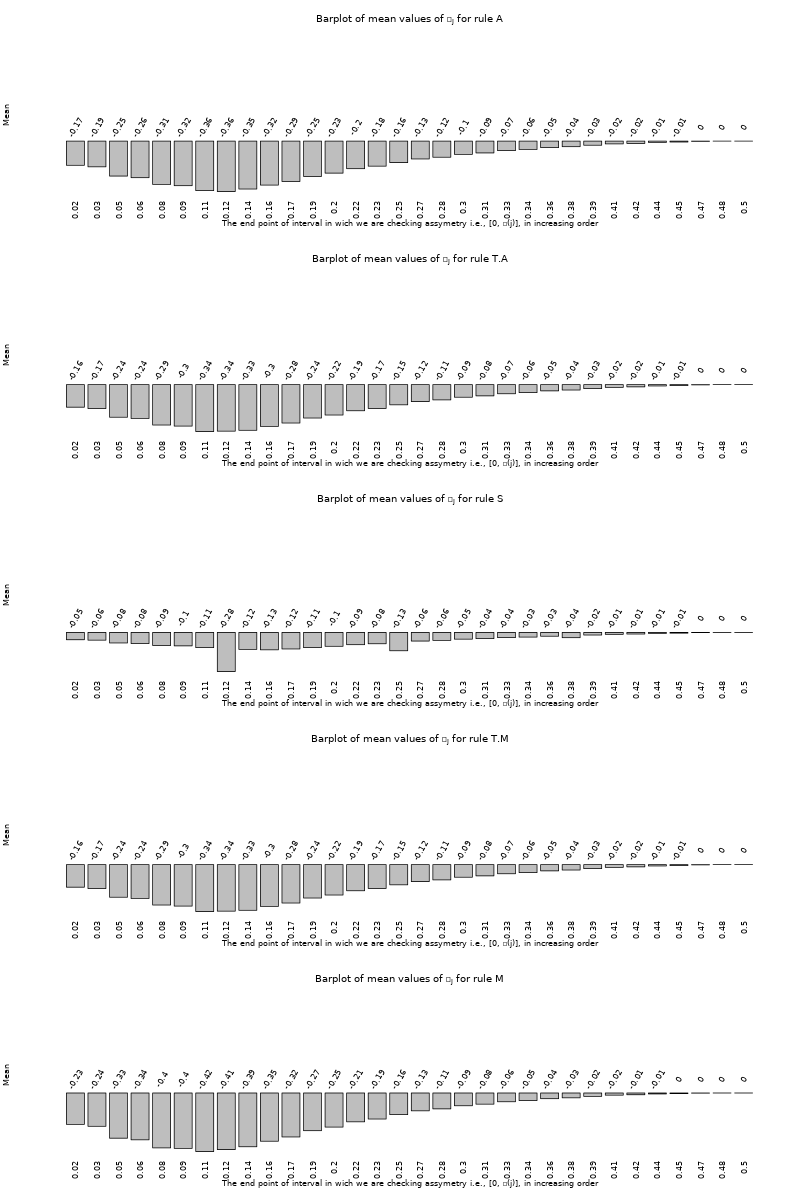 Barplot of mean values of □j for rule A
Mean
-0.17 -0.19 -0.25 -0.26 -0.31 -0.32 -0.36 -0.36 -0.35 -0.32 -0.29 -0.25 -0.23 -0.2 -0.18 -0.16 -0.13 -0.12 -0.1 -0.09 -0.07 -0.06 -0.05 -0.04 -0.03 -0.02 -0.02 -0.01 -0.01 0 0 0
0.02 0.03 0.05 0.06 0.08 0.09 0.11 0.12 0.14 0.16 0.17 0.19 0.2 0.22 0.23 0.25 0.27 0.28 0.3 0.31 0.33 0.34 0.36 0.38 0.39 0.41 0.42 0.44 0.45 0.47 0.48 0.5
The end point of interval in wich we are checking assymetry i.e., [0, □(j)], in increasing order
Barplot of mean values of □j for rule T.A
Mean
-0.16 -0.17 -0.24 -0.24 -0.29 -0.3 -0.34 -0.34 -0.33 -0.3 -0.28 -0.24 -0.22 -0.19 -0.17 -0.15 -0.12 -0.11 -0.09 -0.08 -0.07 -0.06 -0.05 -0.04 -0.03 -0.02 -0.02 -0.01 -0.01 0 0 0
0.02 0.03 0.05 0.06 0.08 0.09 0.11 0.12 0.14 0.16 0.17 0.19 0.2 0.22 0.23 0.25 0.27 0.28 0.3 0.31 0.33 0.34 0.36 0.38 0.39 0.41 0.42 0.44 0.45 0.47 0.48 0.5
The end point of interval in wich we are checking assymetry i.e., [0, □(j)], in increasing order
Barplot of mean values of □j for rule S
Mean
-0.05 -0.06 -0.08 -0.08 -0.09 -0.1 -0.11 -0.28 -0.12 -0.13 -0.12 -0.11 -0.1 -0.09 -0.08 -0.13 -0.06 -0.06 -0.05 -0.04 -0.04 -0.03 -0.03 -0.04 -0.02 -0.01 -0.01 -0.01 -0.01 0 0 0
0.02 0.03 0.05 0.06 0.08 0.09 0.11 0.12 0.14 0.16 0.17 0.19 0.2 0.22 0.23 0.25 0.27 0.28 0.3 0.31 0.33 0.34 0.36 0.38 0.39 0.41 0.42 0.44 0.45 0.47 0.48 0.5
The end point of interval in wich we are checking assymetry i.e., [0, □(j)], in increasing order
Barplot of mean values of □j for rule T.M
Mean
-0.16 -0.17 -0.24 -0.24 -0.29 -0.3 -0.34 -0.34 -0.33 -0.3 -0.28 -0.24 -0.22 -0.19 -0.17 -0.15 -0.12 -0.11 -0.09 -0.08 -0.07 -0.06 -0.05 -0.04 -0.03 -0.02 -0.02 -0.01 -0.01 0 0 0
0.02 0.03 0.05 0.06 0.08 0.09 0.11 0.12 0.14 0.16 0.17 0.19 0.2 0.22 0.23 0.25 0.27 0.28 0.3 0.31 0.33 0.34 0.36 0.38 0.39 0.41 0.42 0.44 0.45 0.47 0.48 0.5
The end point of interval in wich we are checking assymetry i.e., [0, □(j)], in increasing order
Barplot of mean values of □j for rule M
Mean
-0.23 -0.24 -0.33 -0.34 -0.4 -0.4 -0.42 -0.41 -0.39 -0.35 -0.32 -0.27 -0.25 -0.21 -0.19 -0.16 -0.13 -0.11 -0.09 -0.08 -0.06 -0.05 -0.04 -0.03 -0.02 -0.02 -0.01 -0.01 0 0 0 0
0.02 0.03 0.05 0.06 0.08 0.09 0.11 0.12 0.14 0.16 0.17 0.19 0.2 0.22 0.23 0.25 0.27 0.28 0.3 0.31 0.33 0.34 0.36 0.38 0.39 0.41 0.42 0.44 0.45 0.47 0.48 0.5
The end point of interval in wich we are checking assymetry i.e., [0, □(j)], in increasing order